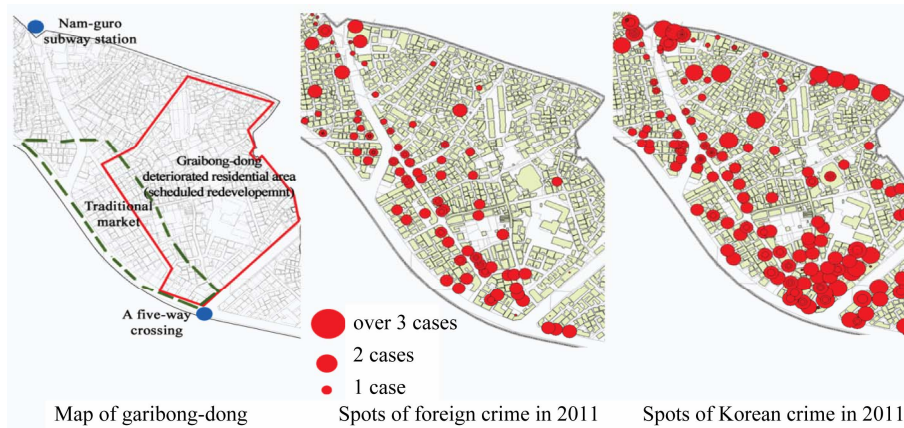 Nam-guro
subway station
Graibong-dong
deteriorated residential area
(scheduled redevelopemnt)
Traditional
market
A five-way
crossing
over 3 cases
2 cases
1 case
Map of garibong-dong
Spots of foreign crime in 2011
Spots of Korean crime in 2011